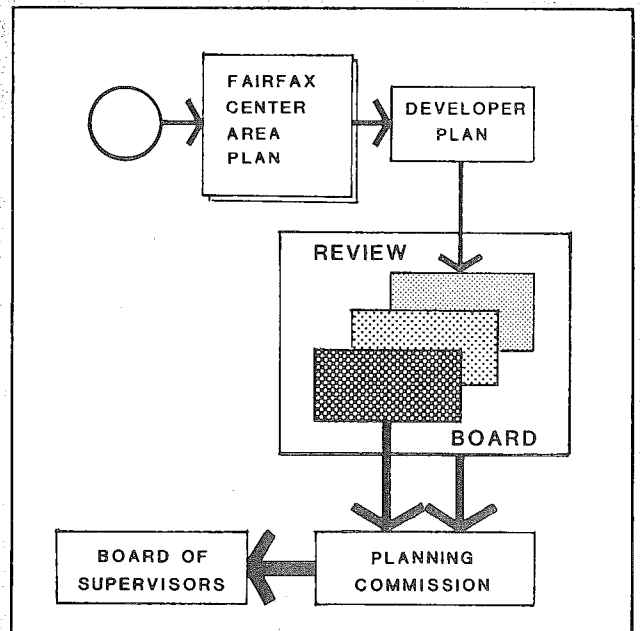 FAIRFAX
CENTER
AREA
PLAN
DEVELOPER
PLAN
REVIEW
BOARD
BOARD OF
SUPERVISORS
PLANNING
COMMISSION